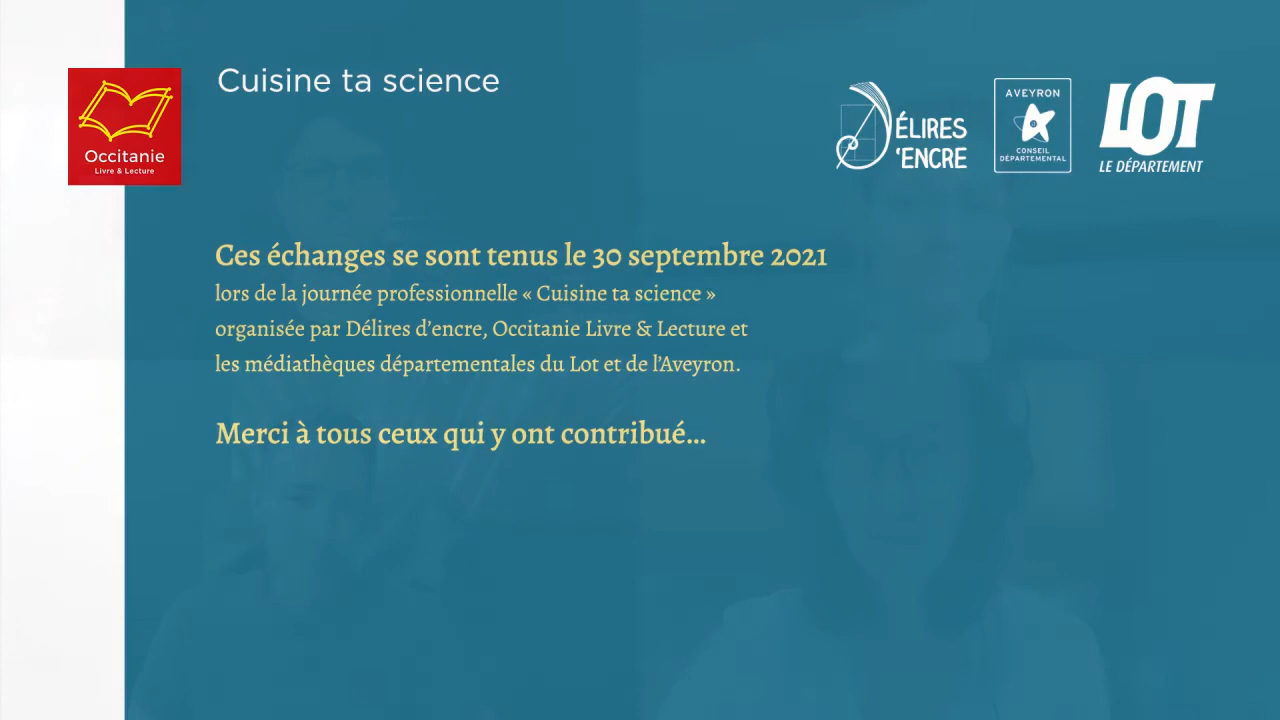 Cuisine ta science
Occitanie
Livre & Lecture
ÉLIRES
'ENCRE
AVEYRON
CONSEIL
DÉPARTEMENTAL
LOT
LE DÉPARTEMENT
Ces échanges se sont tenus le 30 septembre 2021
lors de la journée professionnelle « Cuisine ta science »
organisée par Délires d’encre, Occitanie Livre & Lecture et
les médiathèques départementales du Lot et de l’Aveyron.
Merci à tous ceux qui y ont contribué...